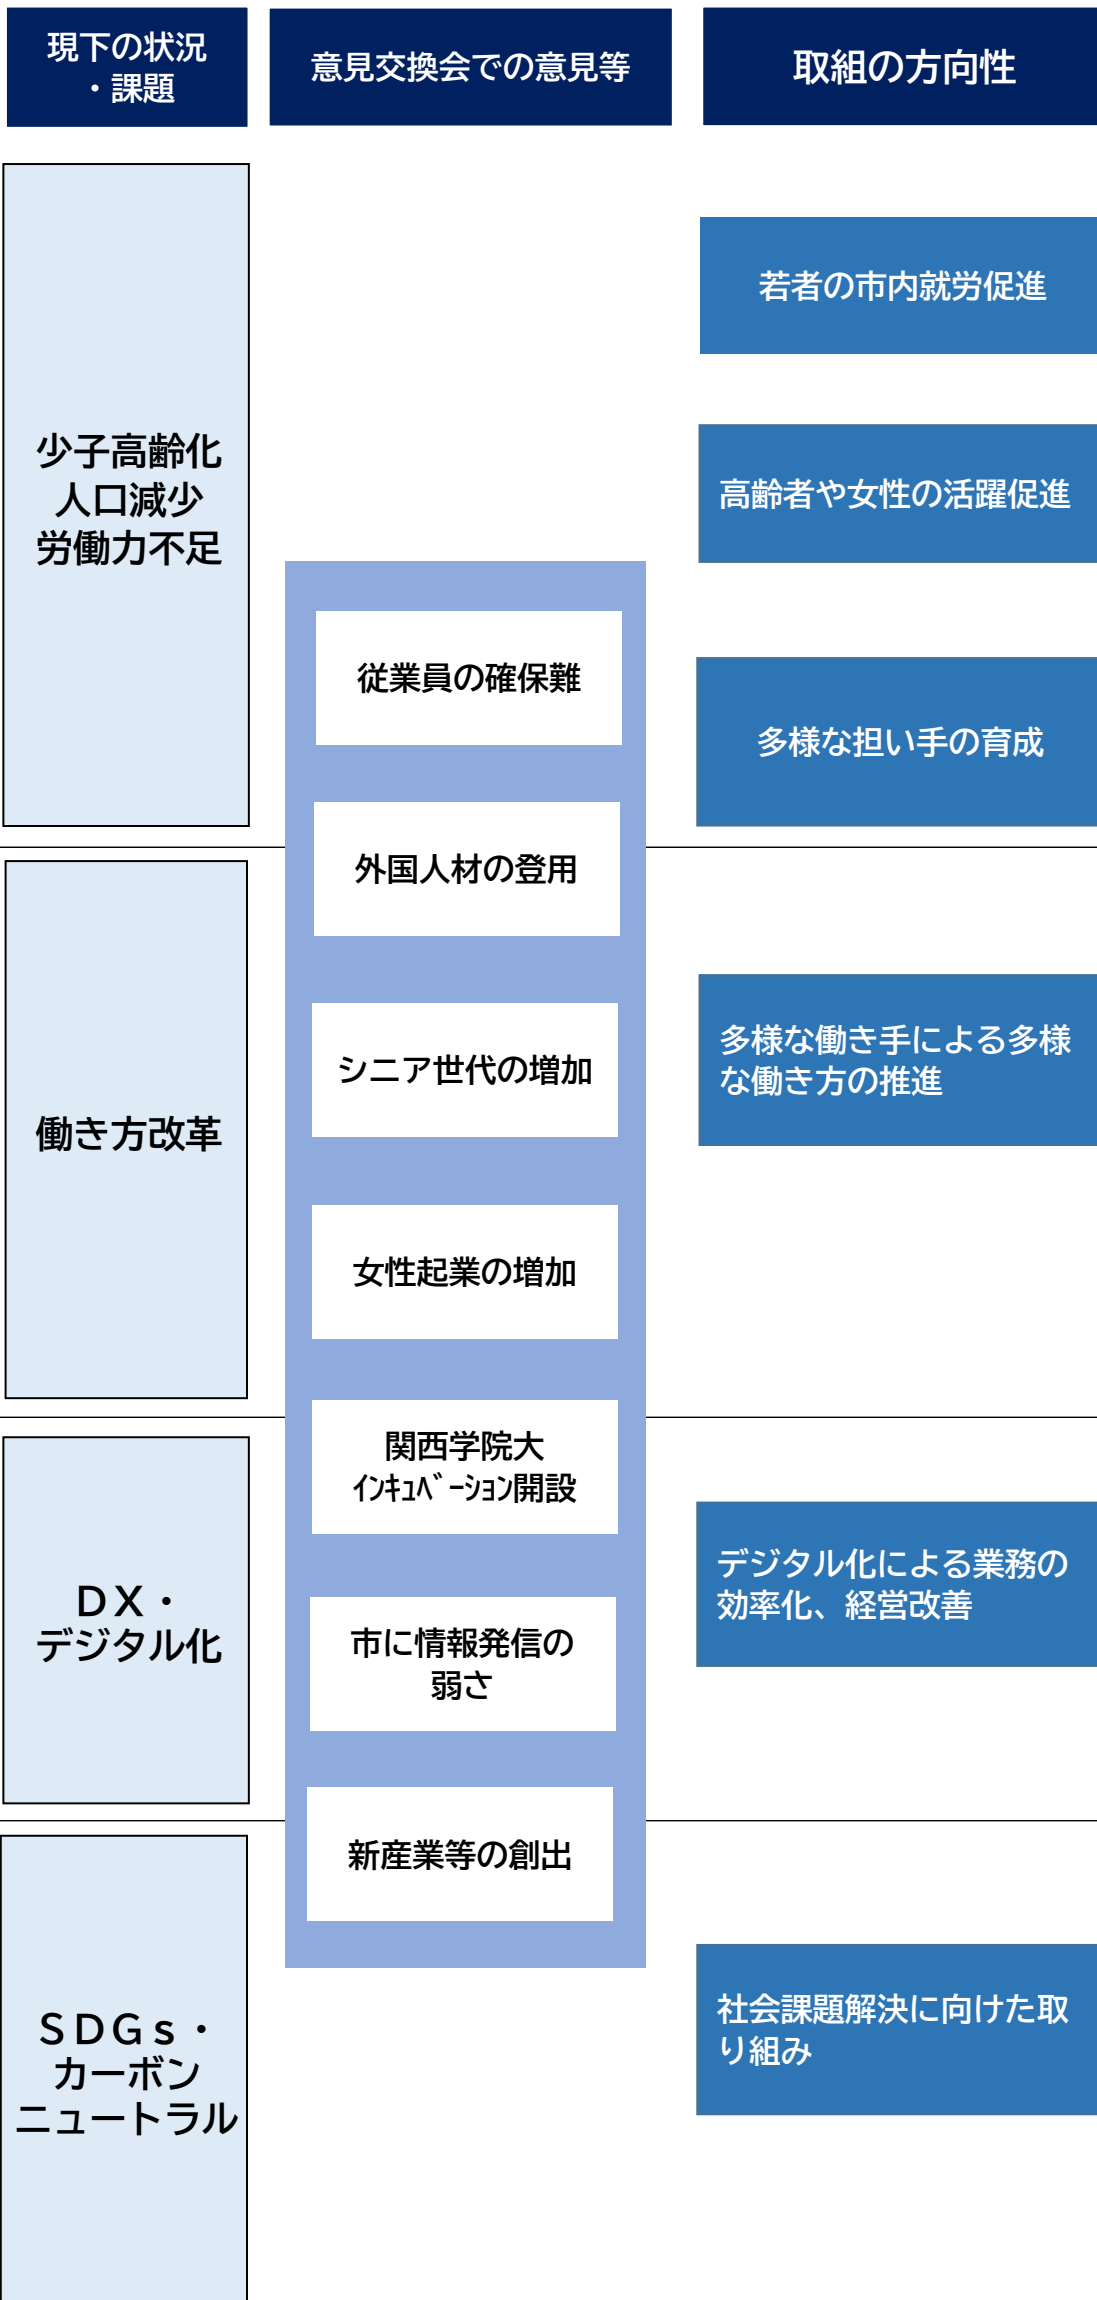 現下の状況
・課題
意見交換会での意見等
取組の方向性
少子高齢化
人口減少
労働力不足
若者の市内就労促進
高齢者や女性の活躍促進
多様な担い手の育成
従業員の確保難
外国人材の登用
シニア世代の増加
女性起業の増加
関西学院大
ｲﾝｷｭﾍﾞｰｼｮﾝ開設
市に情報発信の
弱さ
新産業等の創出
働き方改革
多様な働き手による多様
な働き方の推進
ＤＸ・
デジタル化
デジタル化による業務の
効率化、経営改善
ＳＤＧｓ・
カーボン
ニュートラル
社会課題解決に向けた取
り組み